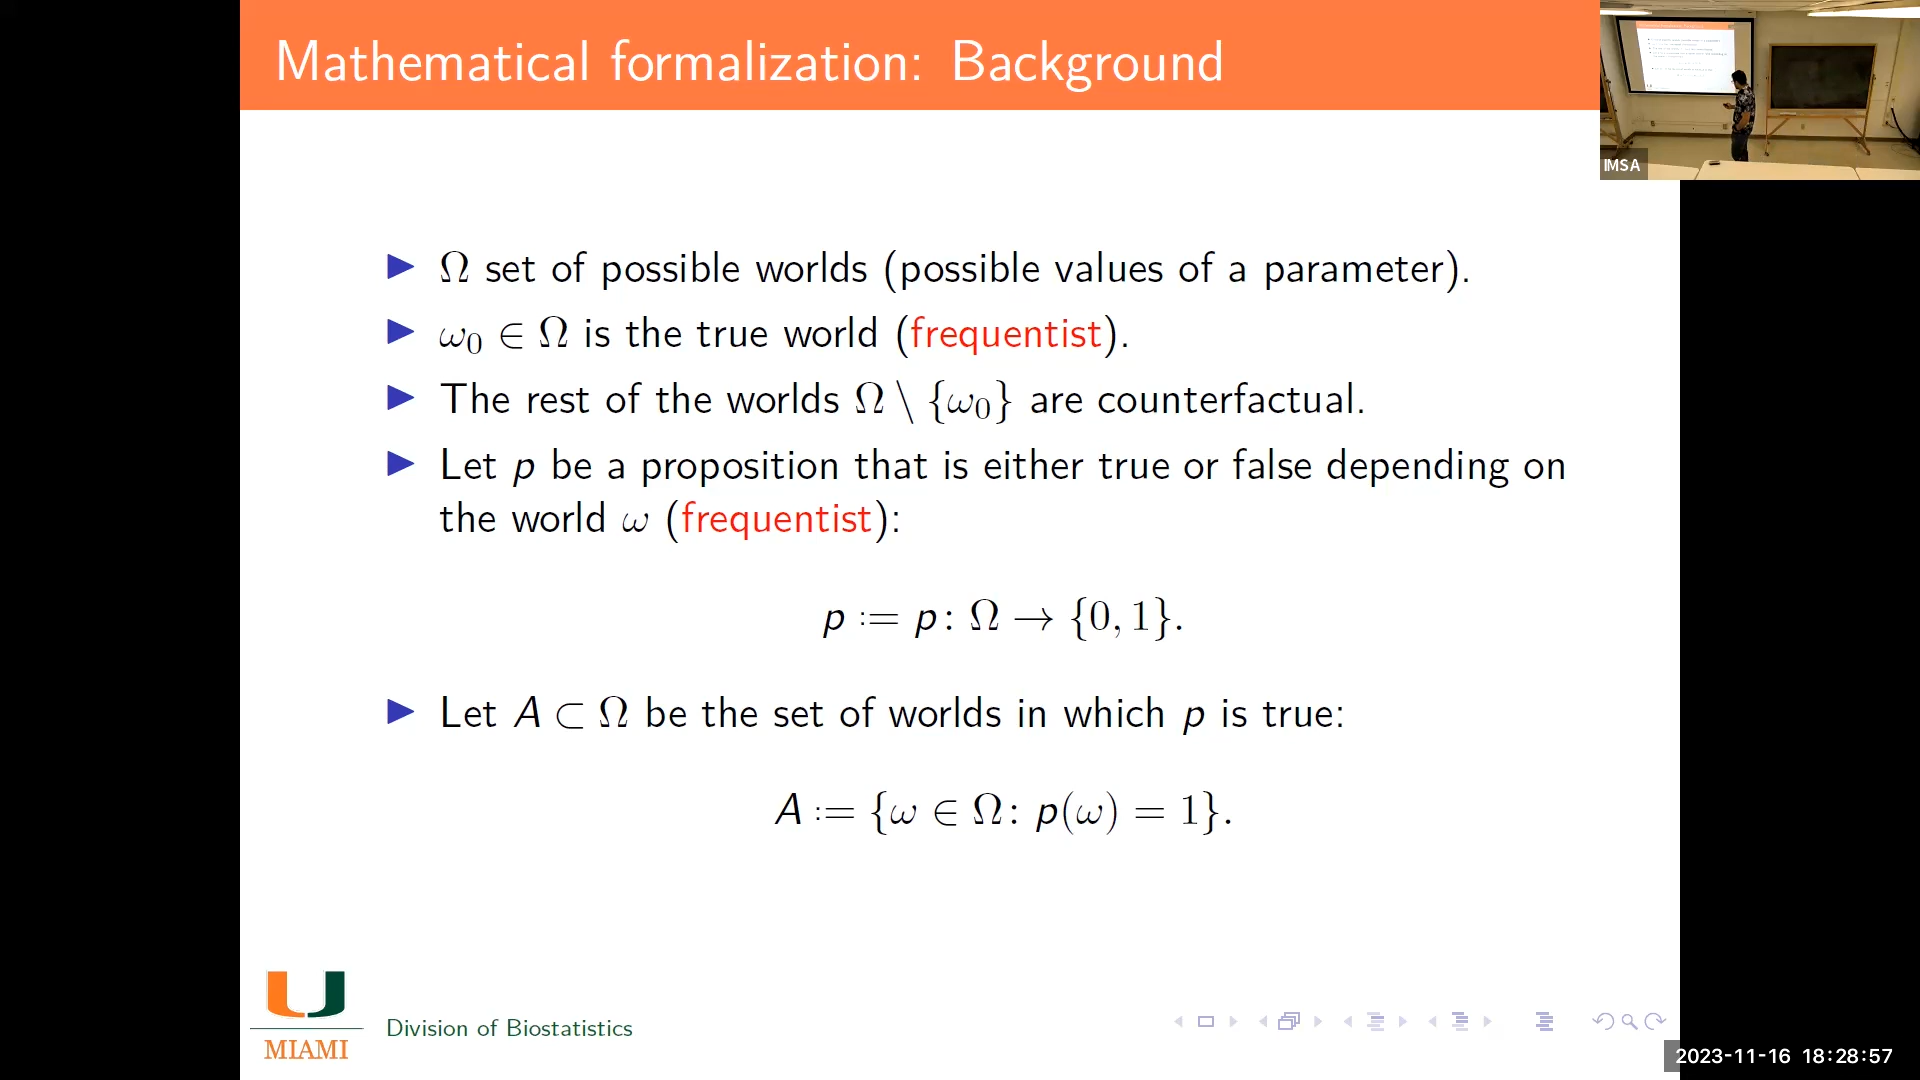 Mathematical formalization: Background
IMSA
▶ Ω set of possible worlds (possible values of a parameter).
▶ ω₀ ∈ Ω is the true world (frequentist).
▶ The rest of the worlds Ω \ {ω₀} are counterfactual.
▶ Let p be a proposition that is either true or false depending on
the world ω (frequentist):
p := p: Ω → {0, 1}.
▶ Let A ⊂ Ω be the set of worlds in which p is true:
A := {ω ∈ Ω: p(ω) = 1}.
MIAMI
Division of Biostatistics
2023-11-16 18:28:57